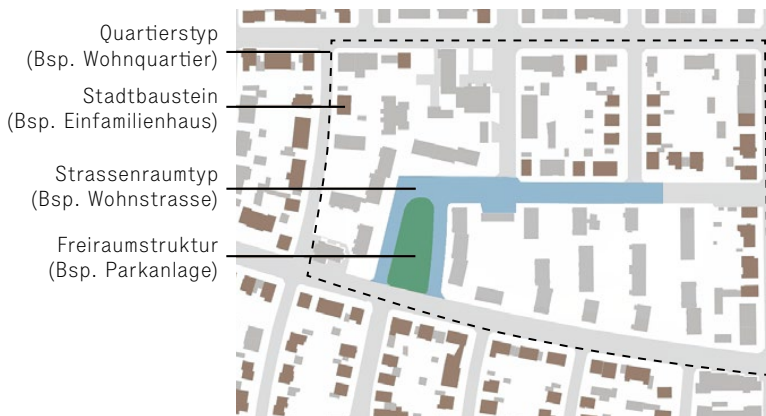 Quartierstyp
(Bsp. Wohnquartier)
Stadtbaustein
(Bsp. Einfamilienhaus)
Strassenraumtyp
(Bsp. Wohnstrasse)
Freiraumstruktur
(Bsp. Parkanlage)